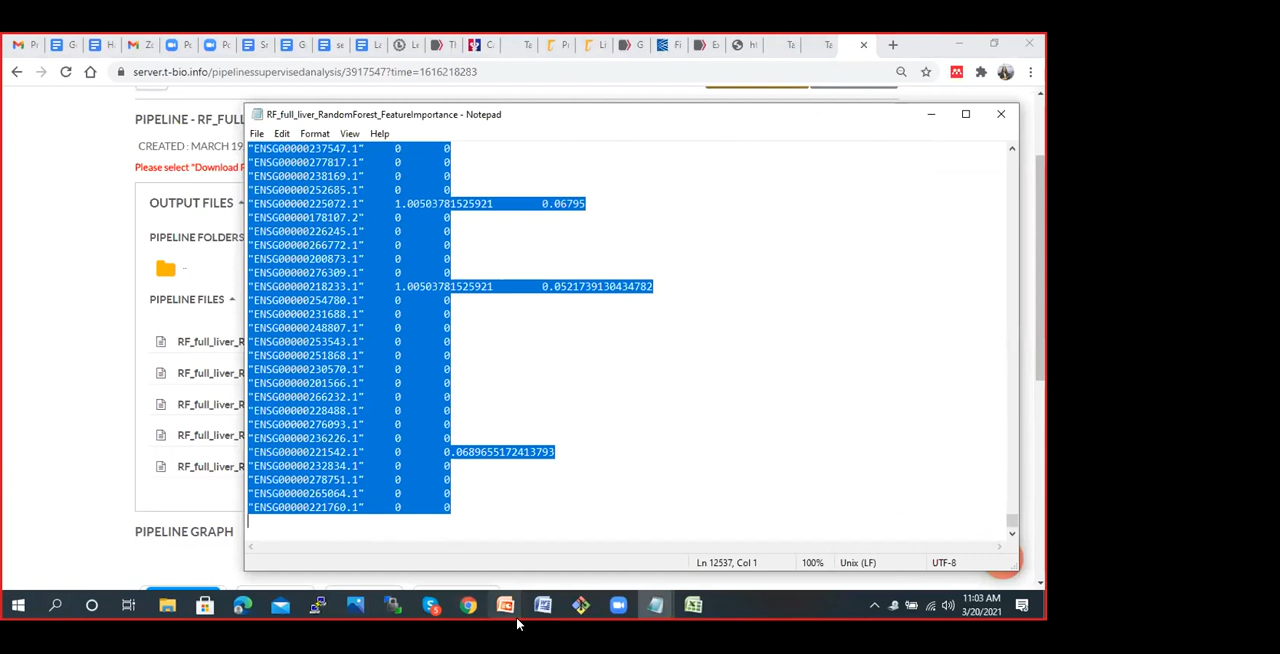 server.t-bio.info/pipelinessupervisedanalysis/3917547?time=1616218283
RF_full_liver_RandomForest_FeatureImportance - Notepad
File Edit Format View Help
PIPELINE - RF_FULL
CREATED : MARCH 19,
Please select "Download P
OUTPUT FILES
PIPELINE FOLDERS
..
PIPELINE FILES
RF_full_liver_R
RF_full_liver_R
RF_full_liver_R
RF_full_liver_R
RF_full_liver_R
PIPELINE GRAPH
"ENSG00000237547.1" 0 0
"ENSG00000277817.1" 0 0
"ENSG00000238169.1" 0 0
"ENSG00000252685.1" 0 0
"ENSG00000225072.1" 1.00503781525921 0.06795
"ENSG00000178107.2" 0 0
"ENSG00000226245.1" 0 0
"ENSG00000266772.1" 0 0
"ENSG00000200873.1" 0 0
"ENSG00000276309.1" 0 0
"ENSG00000218233.1" 1.00503781525921 0.0521739130434782
"ENSG00000254780.1" 0 0
"ENSG00000231688.1" 0 0
"ENSG00000248807.1" 0 0
"ENSG00000253543.1" 0 0
"ENSG00000251868.1" 0 0
"ENSG00000230570.1" 0 0
"ENSG00000201566.1" 0 0
"ENSG00000266232.1" 0 0
"ENSG00000228488.1" 0 0
"ENSG00000276093.1" 0 0
"ENSG00000236226.1" 0 0
"ENSG00000221542.1" 0 0.0689655172413793
"ENSG00000232834.1" 0 0
"ENSG00000278751.1" 0 0
"ENSG00000265064.1" 0 0
"ENSG00000221760.1" 0 0
Ln 12537, Col 1 100% Unix (LF) UTF-8
11:03 AM
3/20/2021